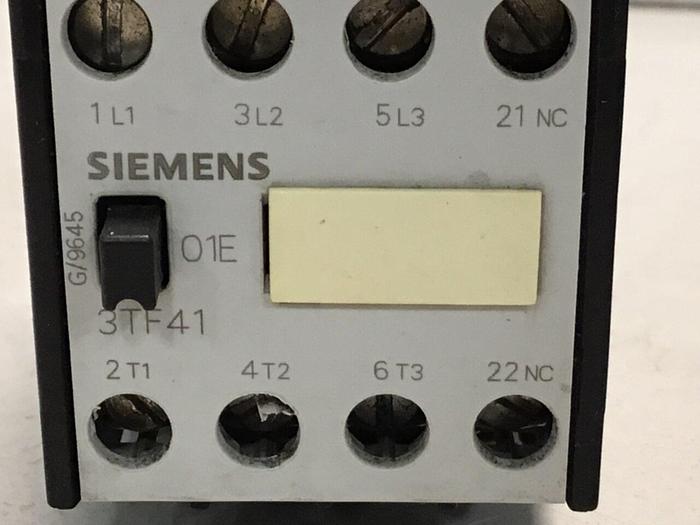 1 L1 3 L2 5 L3 21 NC
SIEMENS
G/9645
01E
3TF41
2 T1 4 T2 6 T3 22 NC